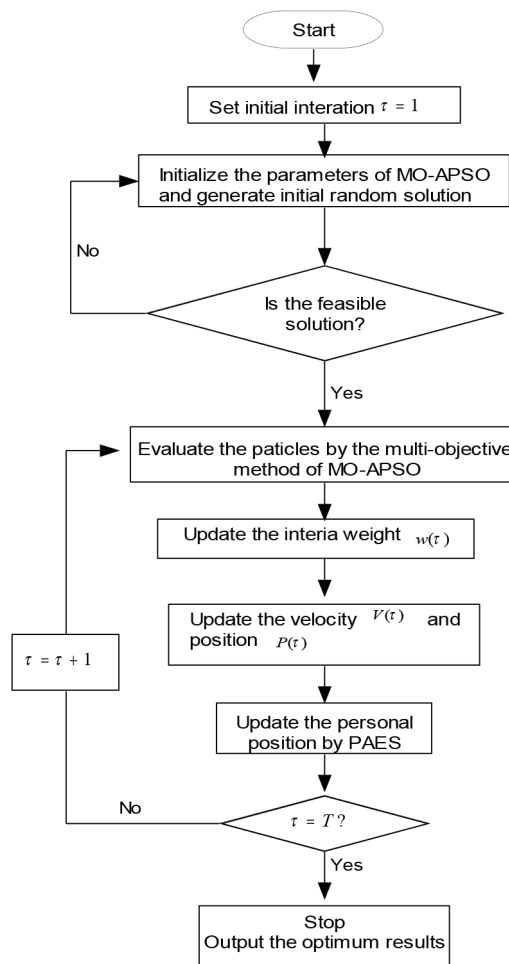 Start
Set initial interation τ = 1
Initialize the parameters of MO-APSO
and generate initial random solution
No
Is the feasible
solution?
Yes
Evaluate the paticles by the multi-objective
method of MO-APSO
Update the interia weight w(τ)
Update the velocity V(τ) and
position P(τ)
τ = τ + 1
Update the personal
position by PAES
No
τ = T ?
Yes
Stop
Output the optimum results